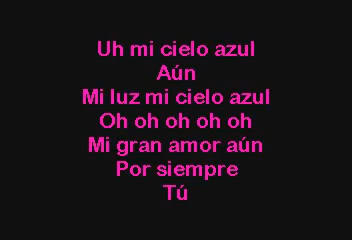 Uh mi cielo azul
Aún
Mi luz mi cielo azul
Oh oh oh oh oh
Mi gran amor aún
Por siempre
Tú